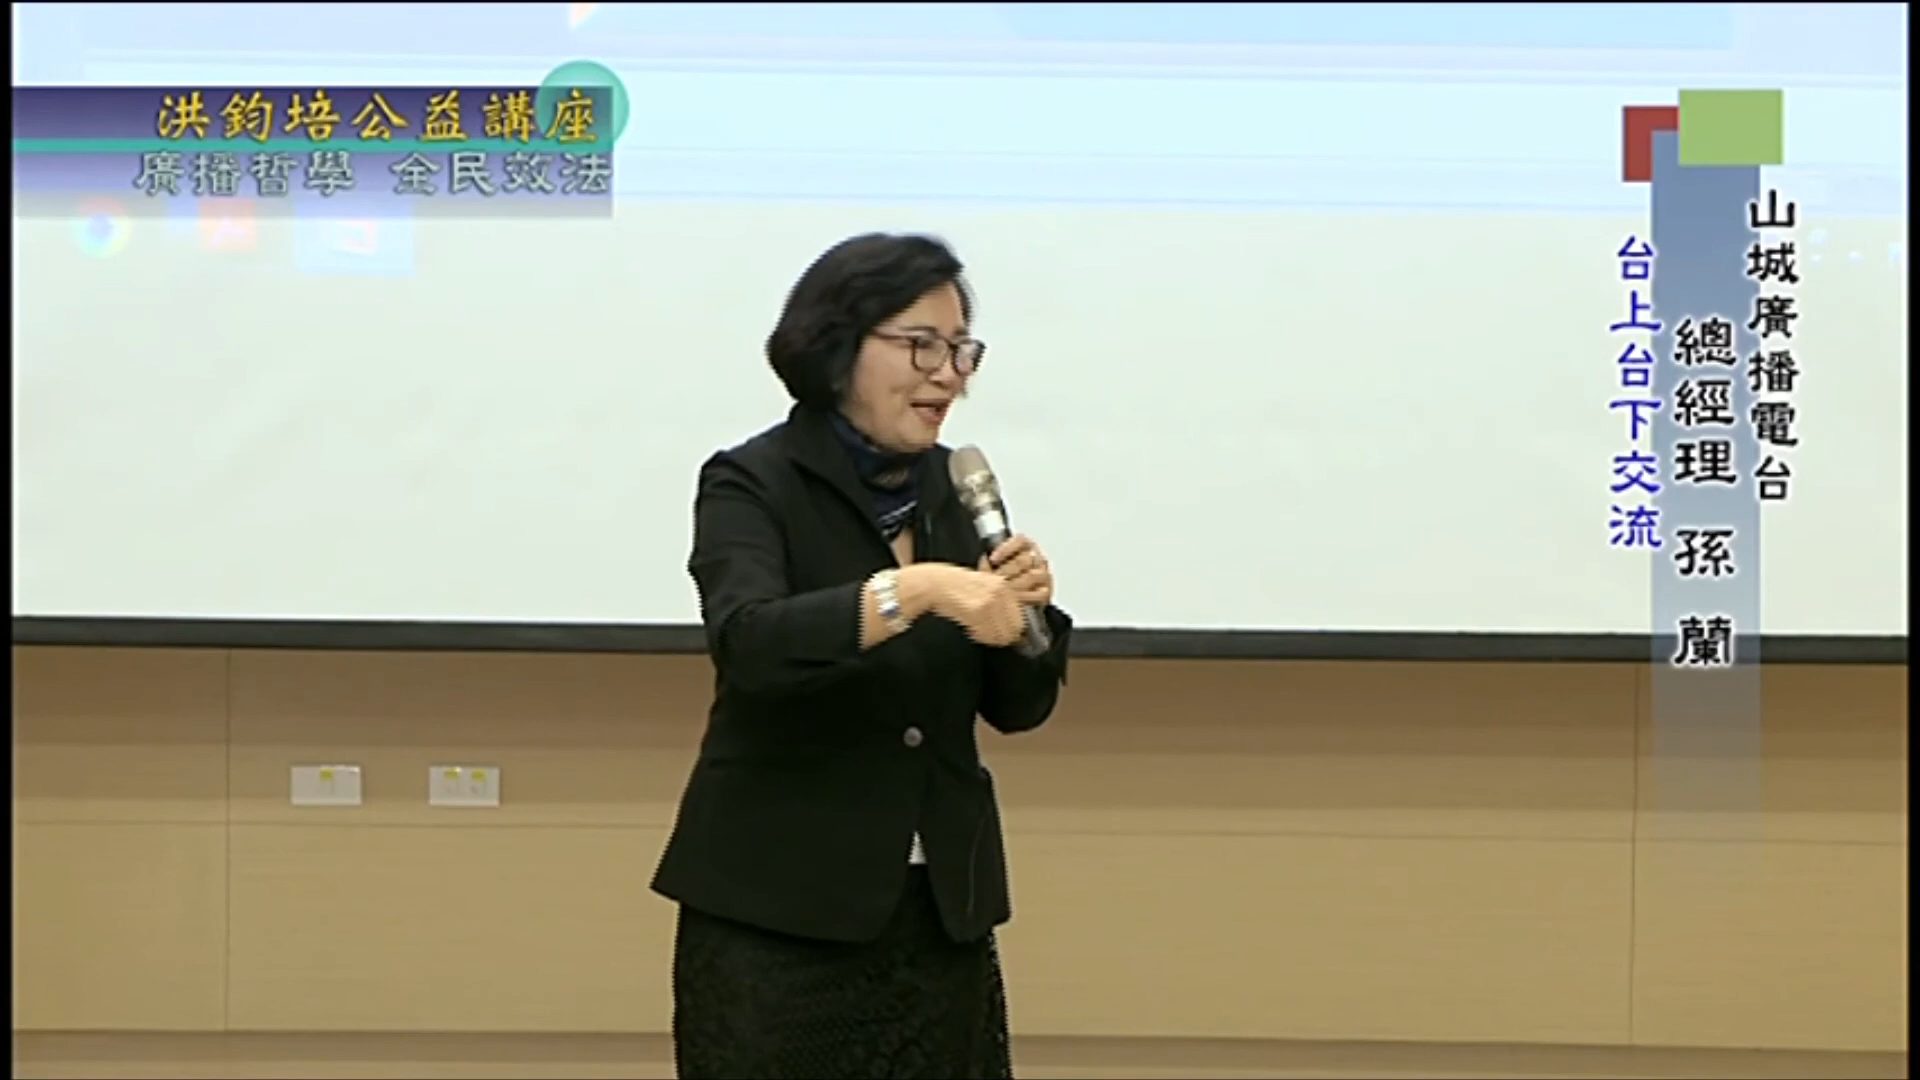 洪鈞培公益講座
廣播哲學 全民效法
山城廣播電台
總經理 孫 蘭
台上台下交流